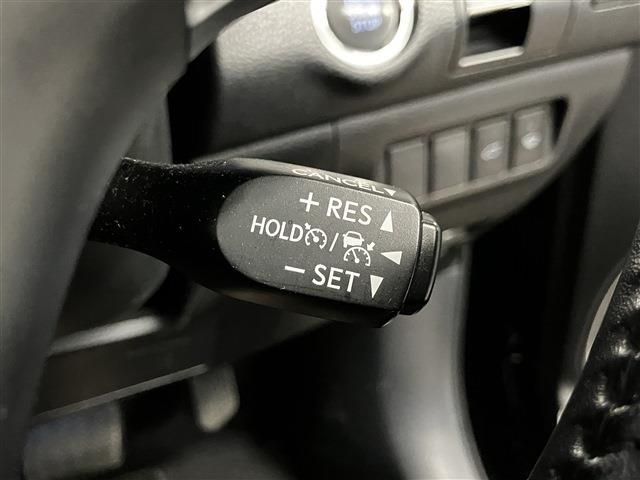 CANCEL
+ RES
HOLD /
− SET